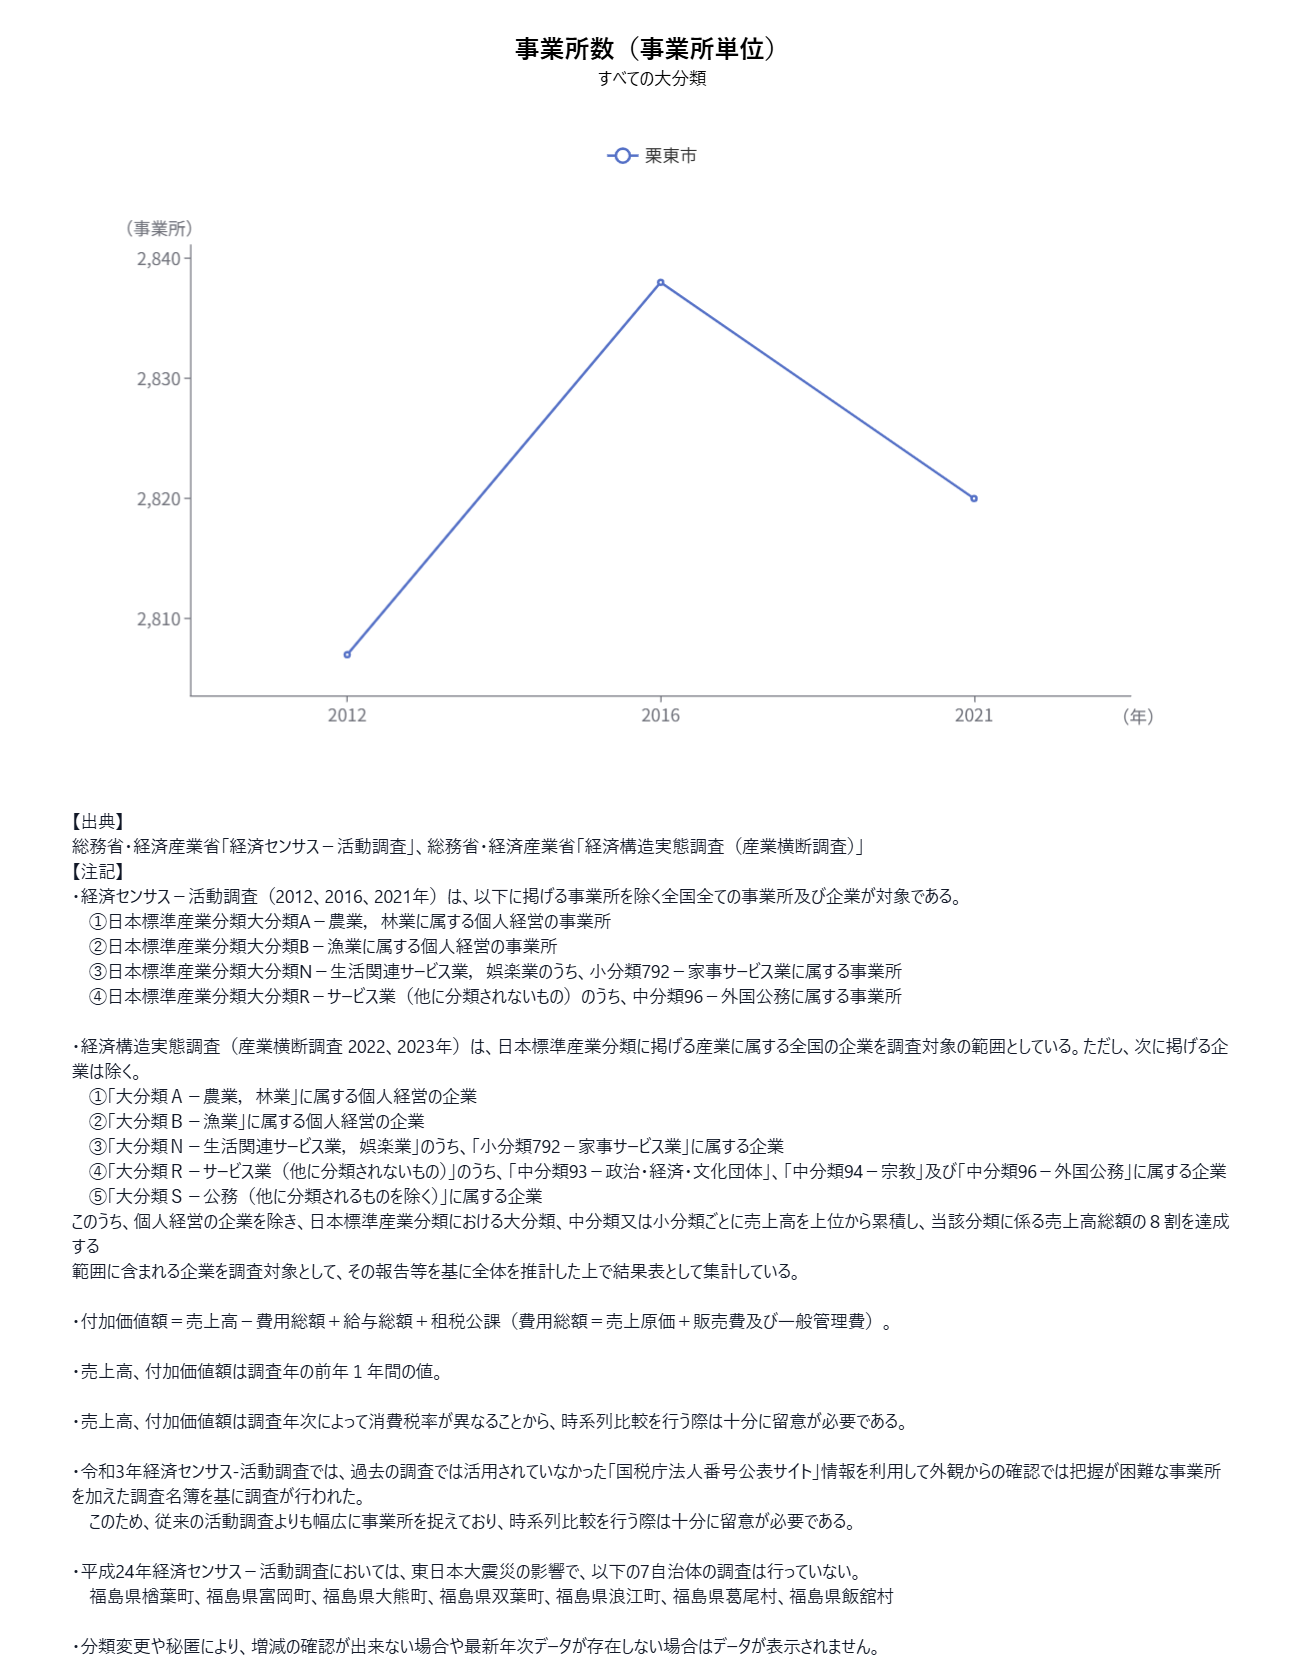 事業所数（事業所単位）
すべての大分類
栗東市
（事業所）
2,840
2,830
2,820
2,810
2012
2016
2021
（年）
【出典】
総務省・経済産業省「経済センサス－活動調査」、総務省・経済産業省「経済構造実態調査（産業横断調査）」
【注記】
・経済センサス－活動調査（2012、2016、2021年）は、以下に掲げる事業所を除く全国全ての事業所及び企業が対象である。
①日本標準産業分類大分類A－農業，林業に属する個人経営の事業所
②日本標準産業分類大分類B－漁業に属する個人経営の事業所
③日本標準産業分類大分類N－生活関連サービス業，娯楽業のうち、小分類792－家事サービス業に属する事業所
④日本標準産業分類大分類R－サービス業（他に分類されないもの）のうち、中分類96－外国公務に属する事業所
・経済構造実態調査（産業横断調査 2022、2023年）は、日本標準産業分類に掲げる産業に属する全国の企業を調査対象の範囲としている。ただし、次に掲げる企
業は除く。
①「大分類Ａ－農業，林業」に属する個人経営の企業
②「大分類Ｂ－漁業」に属する個人経営の企業
③「大分類Ｎ－生活関連サービス業，娯楽業」のうち、「小分類792－家事サービス業」に属する企業
④「大分類Ｒ－サービス業（他に分類されないもの）」のうち、「中分類93－政治・経済・文化団体」、「中分類94－宗教」及び「中分類96－外国公務」に属する企業
⑤「大分類Ｓ－公務（他に分類されるものを除く）」に属する企業
このうち、個人経営の企業を除き、日本標準産業分類における大分類、中分類又は小分類ごとに売上高を上位から累積し、当該分類に係る売上高総額の８割を達成
する
範囲に含まれる企業を調査対象として、その報告等を基に全体を推計した上で結果表として集計している。
・付加価値額＝売上高－費用総額＋給与総額＋租税公課（費用総額＝売上原価＋販売費及び一般管理費）。
・売上高、付加価値額は調査年の前年１年間の値。
・売上高、付加価値額は調査年次によって消費税率が異なることから、時系列比較を行う際は十分に留意が必要である。
・令和3年経済センサス-活動調査では、過去の調査では活用されていなかった「国税庁法人番号公表サイト」情報を利用して外観からの確認では把握が困難な事業所
を加えた調査名簿を基に調査が行われた。
このため、従来の活動調査よりも幅広に事業所を捉えており、時系列比較を行う際は十分に留意が必要である。
・平成24年経済センサス－活動調査においては、東日本大震災の影響で、以下の7自治体の調査は行っていない。
福島県楢葉町、福島県富岡町、福島県大熊町、福島県双葉町、福島県浪江町、福島県葛尾村、福島県飯舘村
・分類変更や秘匿により、増減の確認が出来ない場合や最新年次データが存在しない場合はデータが表示されません。